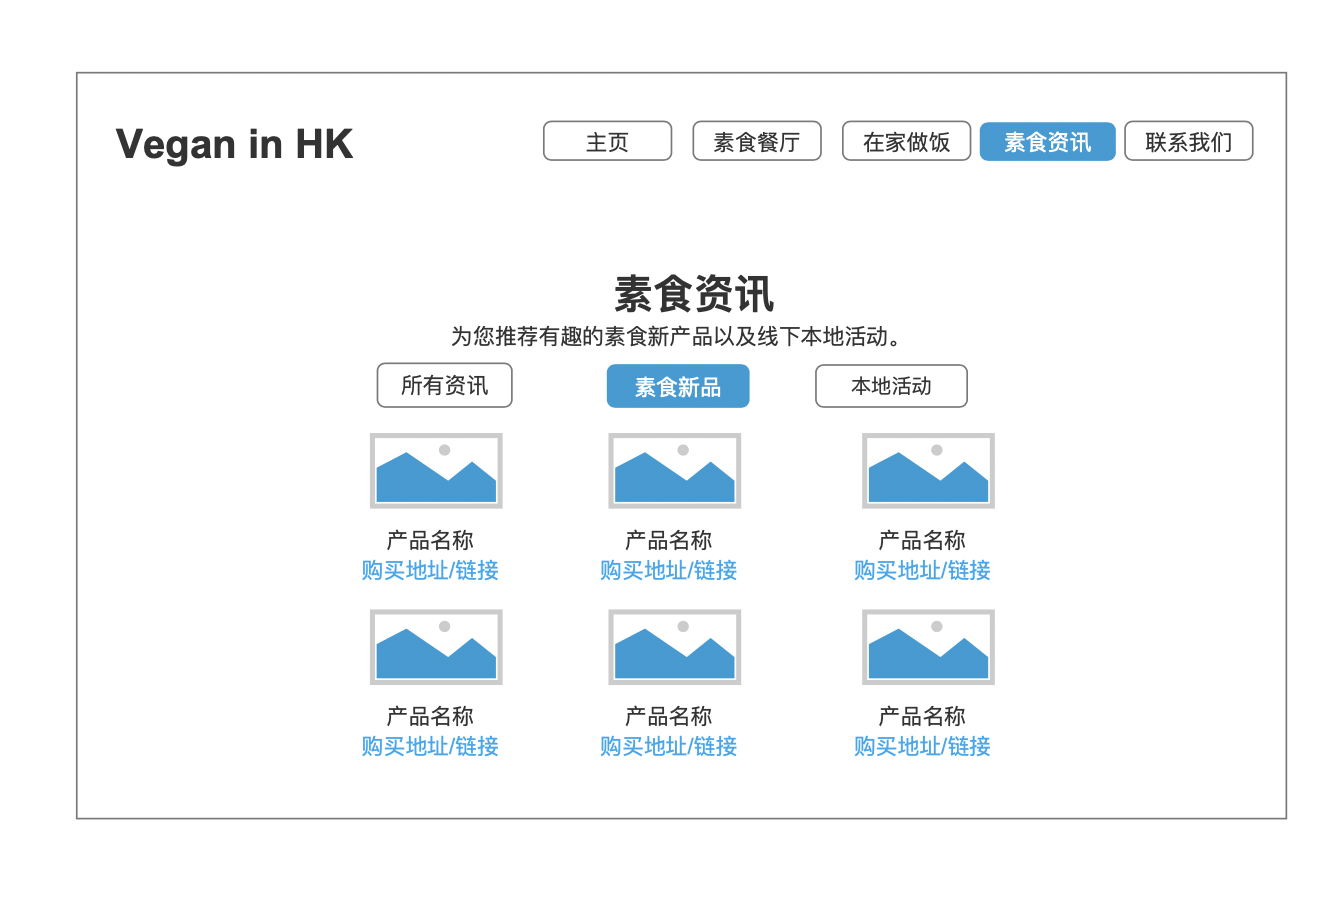 Vegan in HK
主页
素食餐厅
在家做饭
素食资讯
联系我们
素食资讯
为您推荐有趣的素食新产品以及线下本地活动。
所有资讯
素食新品
本地活动
产品名称
购买地址/链接
产品名称
购买地址/链接
产品名称
购买地址/链接
产品名称
购买地址/链接
产品名称
购买地址/链接
产品名称
购买地址/链接